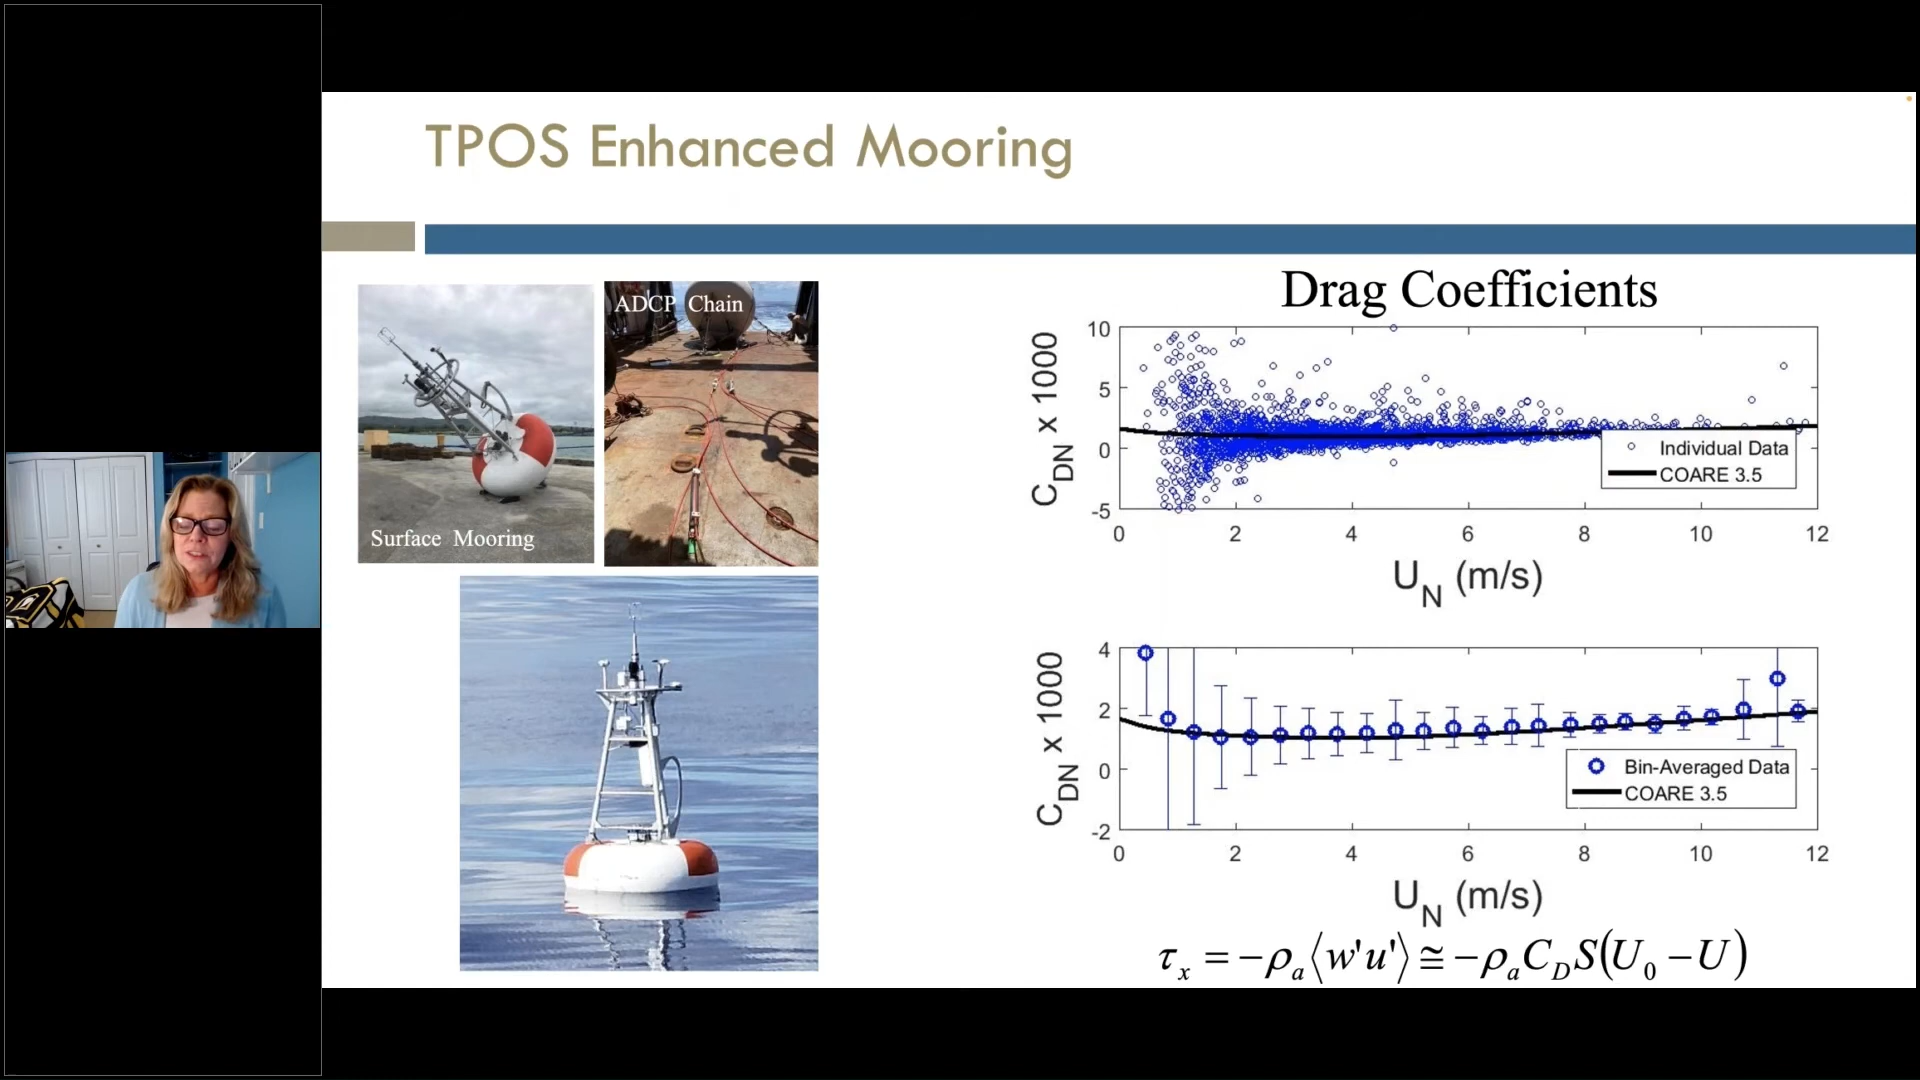 TPOS Enhanced Mooring
ADCP Chain
Surface Mooring
Drag Coefficients
C_DN x 1000
10
5
0
-5
0 2 4 6 8 10 12
Individual Data
COARE 3.5
U_N (m/s)
C_DN x 1000
4
2
0
-2
0 2 4 6 8 10 12
Bin-Averaged Data
COARE 3.5
U_N (m/s)
τ_x = −ρ_a⟨w'u'⟩ ≅ −ρ_a C_D S(U_0 − U)